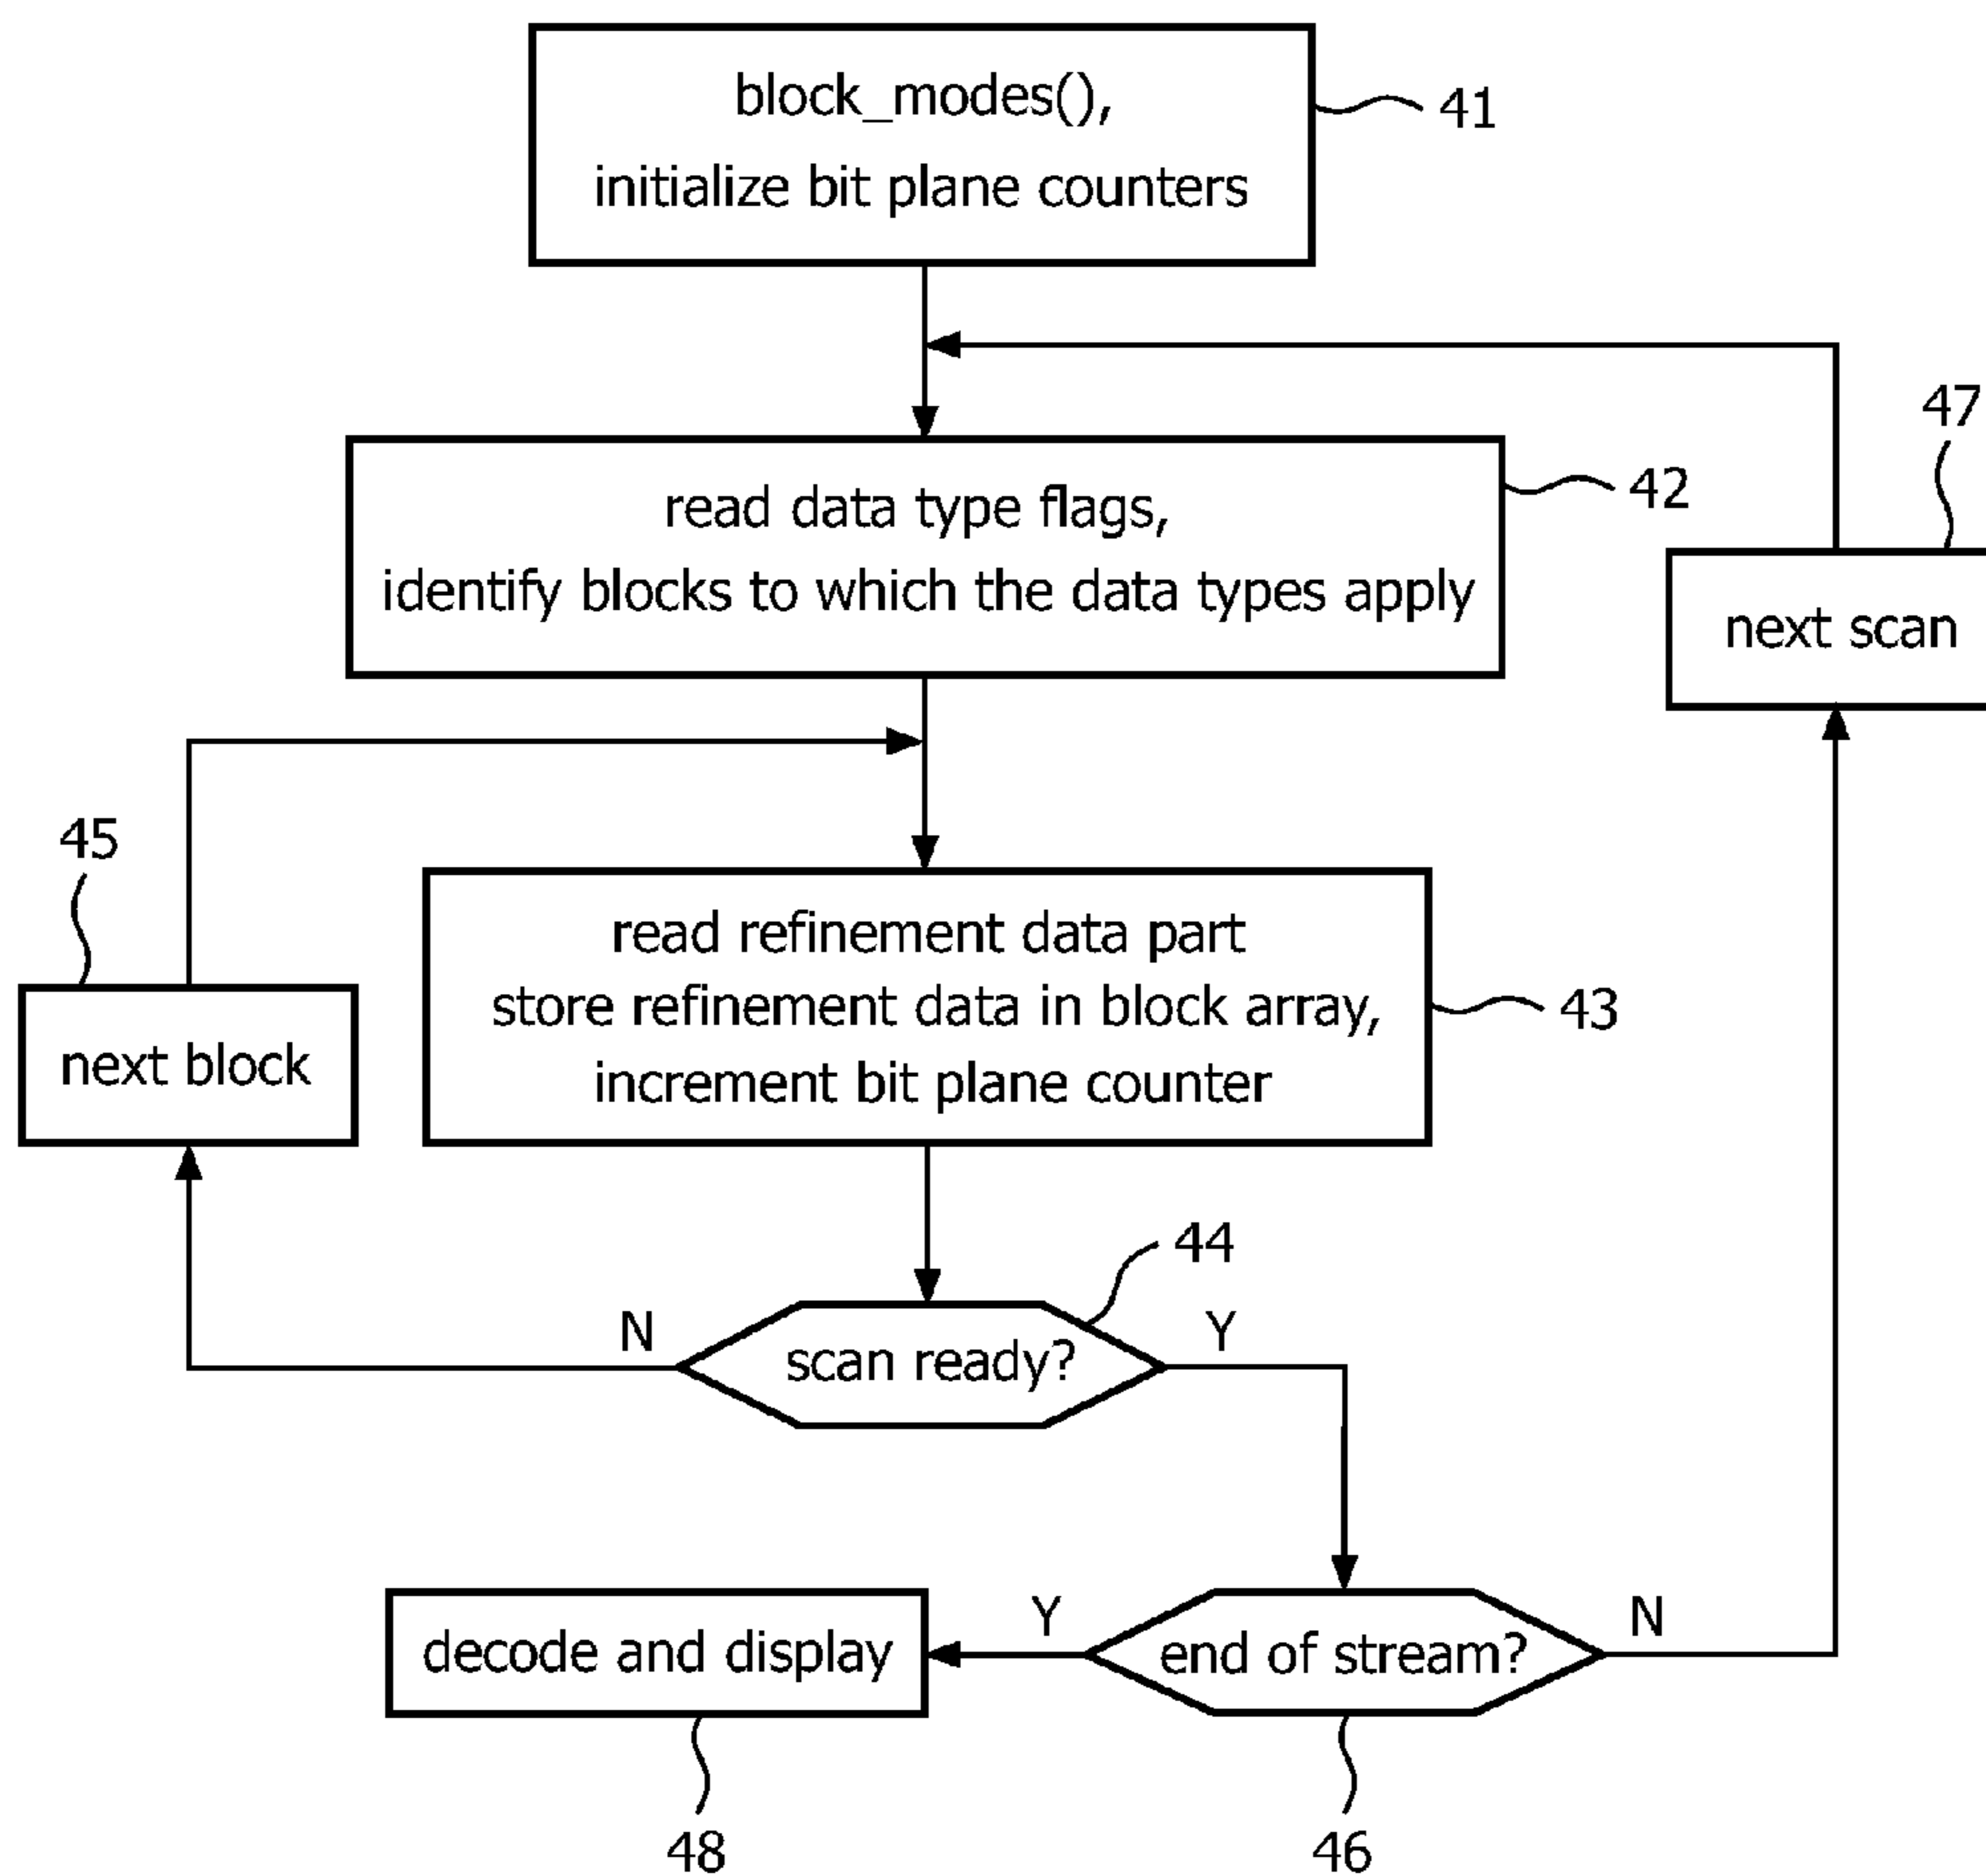 block_modes(),
initialize bit plane counters
41
read data type flags,
identify blocks to which the data types apply
42
47
next scan
45
next block
read refinement data part
store refinement data in block array,
increment bit plane counter
43
44
N
scan ready?
Y
decode and display
Y
end of stream?
N
48
46